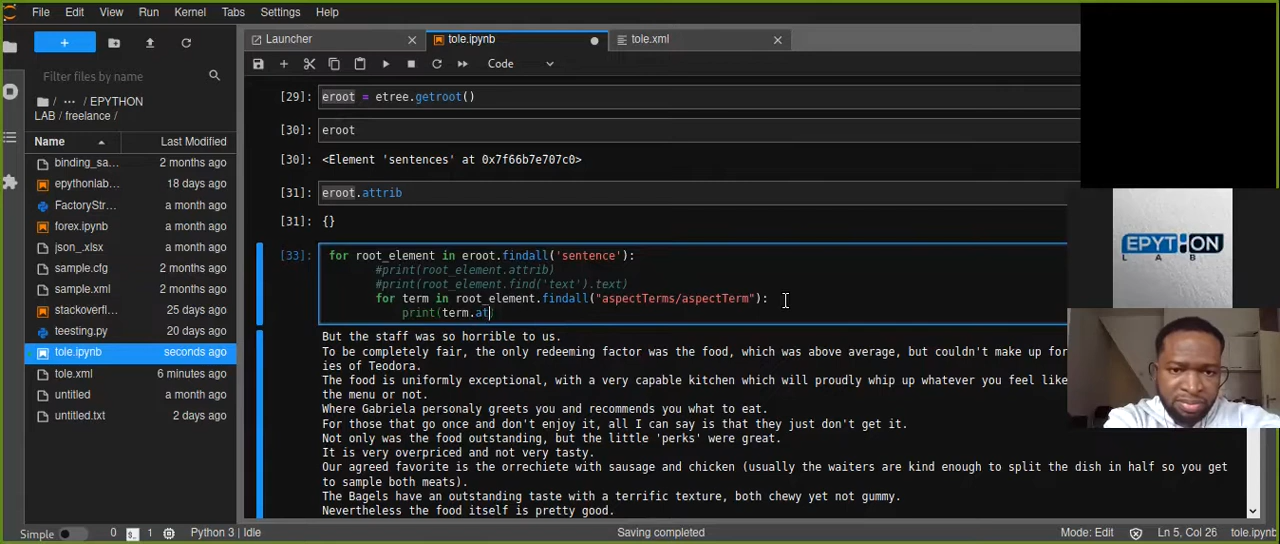 File Edit View Run Kernel Tabs Settings Help
Launcher
tole.ipynb
tole.xml
Code
Filter files by name
/ ··· / EPYTHON
LAB / freelance /
Name Last Modified
binding_sa... 2 months ago
epythonlab... 18 days ago
FactoryStr... a month ago
forex.ipynb a month ago
json_.xlsx a month ago
sample.cfg 2 months ago
sample.xml 2 months ago
stackoverfl... a month ago
teesting.py 20 days ago
tole.ipynb seconds ago
tole.xml 6 minutes ago
untitled a month ago
untitled.txt 2 days ago
[29]: eroot = etree.getroot()
[30]: eroot
[30]: <Element 'sentences' at 0x7f66b7e707c0>
[31]: eroot.attrib
[31]: {}
[33]: for root_element in eroot.findall('sentence'):
#print(root_element.attrib)
#print(root_element.find('text').text)
for term in root_element.findall("aspectTerms/aspectTerm"):
print(term.at)
But the staff was so horrible to us.
To be completely fair, the only redeeming factor was the food, which was above average, but couldn't make up for
ies of Teodora.
The food is uniformly exceptional, with a very capable kitchen which will proudly whip up whatever you feel like
the menu or not.
Where Gabriela personaly greets you and recommends you what to eat.
For those that go once and don't enjoy it, all I can say is that they just don't get it.
Not only was the food outstanding, but the little 'perks' were great.
It is very overpriced and not very tasty.
Our agreed favorite is the orrechiete with sausage and chicken (usually the waiters are kind enough to split the dish in half so you get
to sample both meats).
The Bagels have an outstanding taste with a terrific texture, both chewy yet not gummy.
Nevertheless the food itself is pretty good.
EPYTHON
LAB
Simple 0 1 Python 3 | Idle Saving completed Mode: Edit Ln 5, Col 26 tole.ipynb